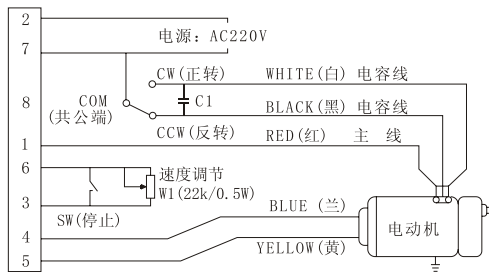 2
电源：AC220V
7
CW(正转)
WHITE(白) 电容线
8
COM
(共公端)
C1
BLACK(黑) 电容线
CCW(反转)
1
RED(红) 主 线
6
速度调节
W1(22k/0.5W)
3
SW(停止)
BLUE (兰)
4
电动机
YELLOW(黄)
5